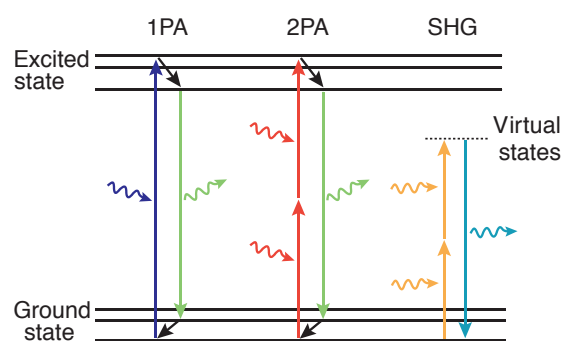 1PA
2PA
SHG
Excited
state
Virtual
states
Ground
state